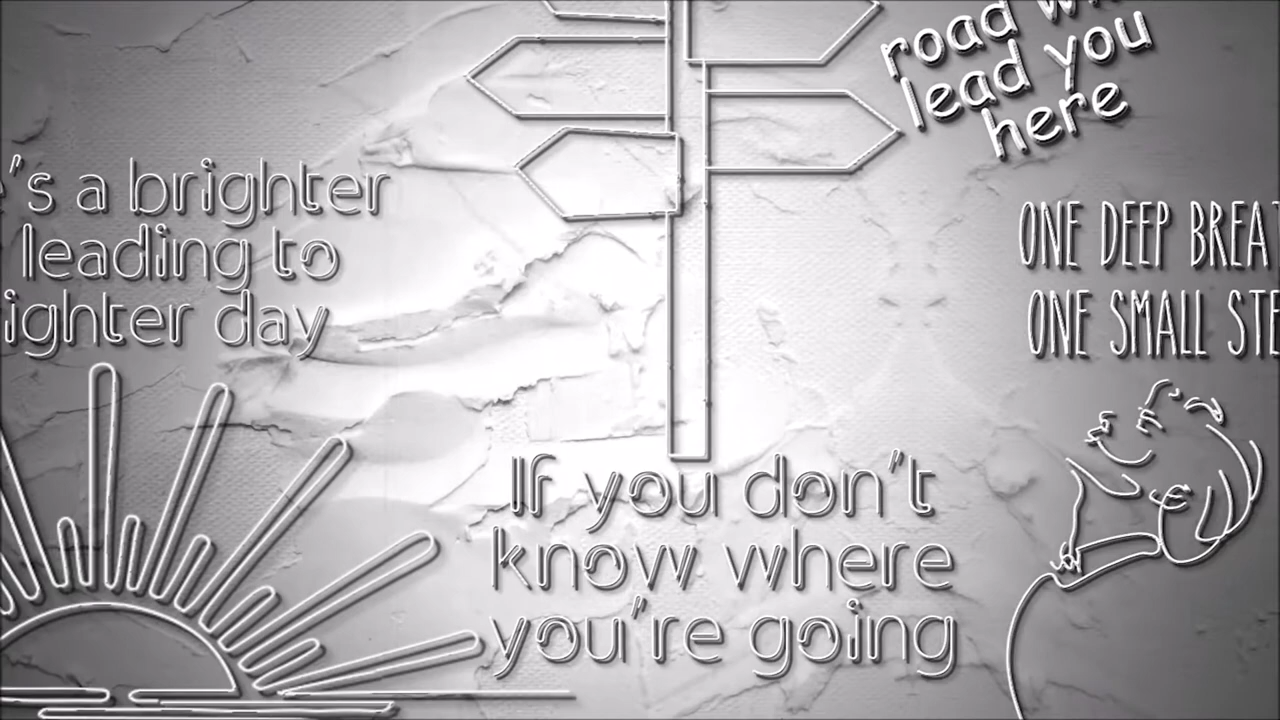 road
lead you
here
's a brighter
leading to
ighter day
ONE DEEP BREAT
ONE SMALL STE
If you don't
know where
you're going